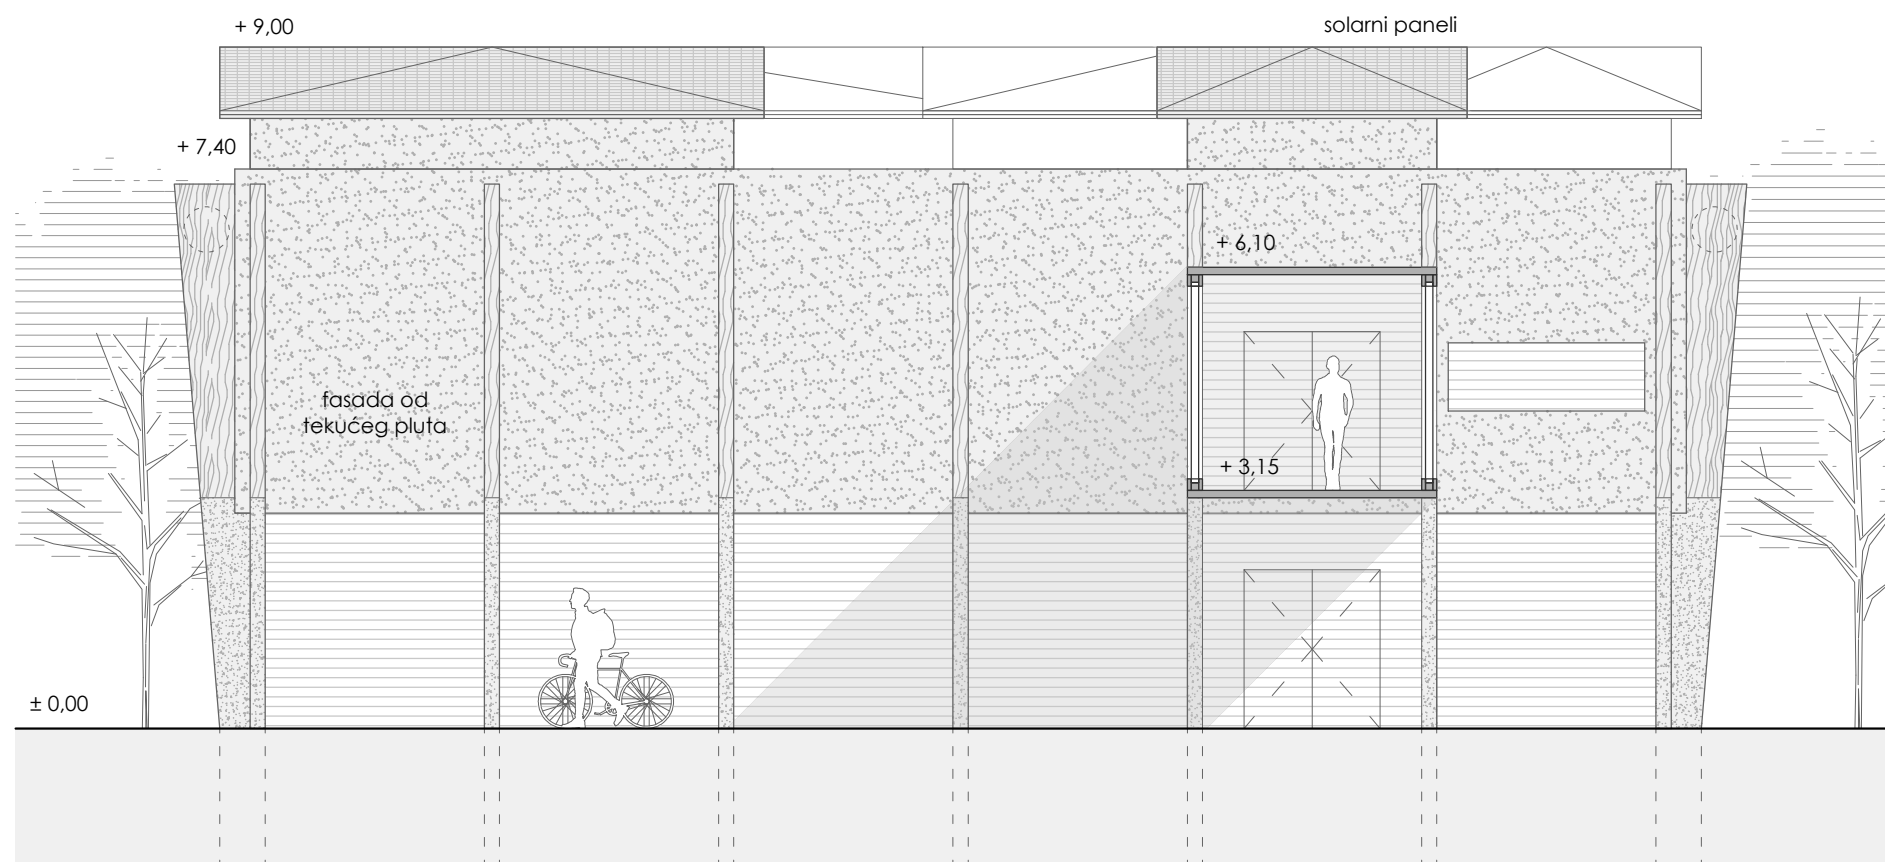 + 9,00
solarni paneli
+ 7,40
+ 6,10
fasada od
tekućeg pluta
+ 3,15
± 0,00